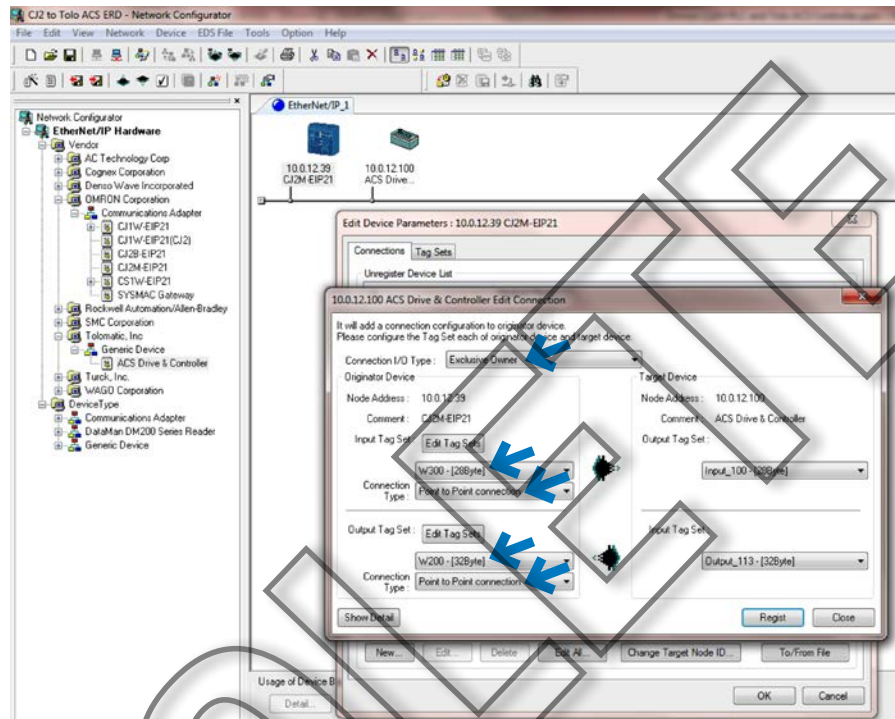 CJ2 to Tolo ACS ERD - Network Configurator
File Edit View Network Device EDS File Tools Option Help
Network Configurator
EtherNet/IP Hardware
Vendor
AC Technology Corp
Cognex Corporation
Denso Wave Incorporated
OMRON Corporation
Communications Adapter
CJ1W-EIP21
CJ1W-EIP21(CJ2)
CJ2B-EIP21
CJ2M-EIP21
CS1W-EIP21
SYSMAC Gateway
Rockwell Automation/Allen-Bradley
SMC Corporation
Tolomatic, Inc
Generic Device
ACS Drive & Controller
Turck, Inc.
WAGO Corporation
DeviceType
Communications Adapter
DataMan DM200 Series Reader
Generic Device
EtherNet/IP_1
10.0.12.39
CJ2M-EIP21
10.0.12.100
ACS Drive...
Edit Device Parameters : 10.0.12.39 CJ2M-EIP21
Connections Tag Sets
Unregister Device List
10.0.12.100 ACS Drive & Controller Edit Connection
It will add a connection configuration to originator device.
Please configure the Tag Set each of originator device and target device.
Connection I/O Type : Exclusive Owner
Originator Device
Node Address : 10.0.12.39
Comment : CJ2M-EIP21
Input Tag Set : Edit Tag Sets
W300 - [28Byte]
Connection Type : Point to Point connection
Output Tag Set : Edit Tag Sets
W200 - [32Byte]
Connection Type : Point to Point connection
Target Device
Node Address : 10.0.12.100
Comment : ACS Drive & Controller
Output Tag Set :
Input_100 - [28Byte]
Input Tag Set :
Output_113 - [32Byte]
Show Detail Regist Close
New... Edit... Delete Edit All... Change Target Node ID... To/From File
Usage of Device B
Detail...
OK Cancel